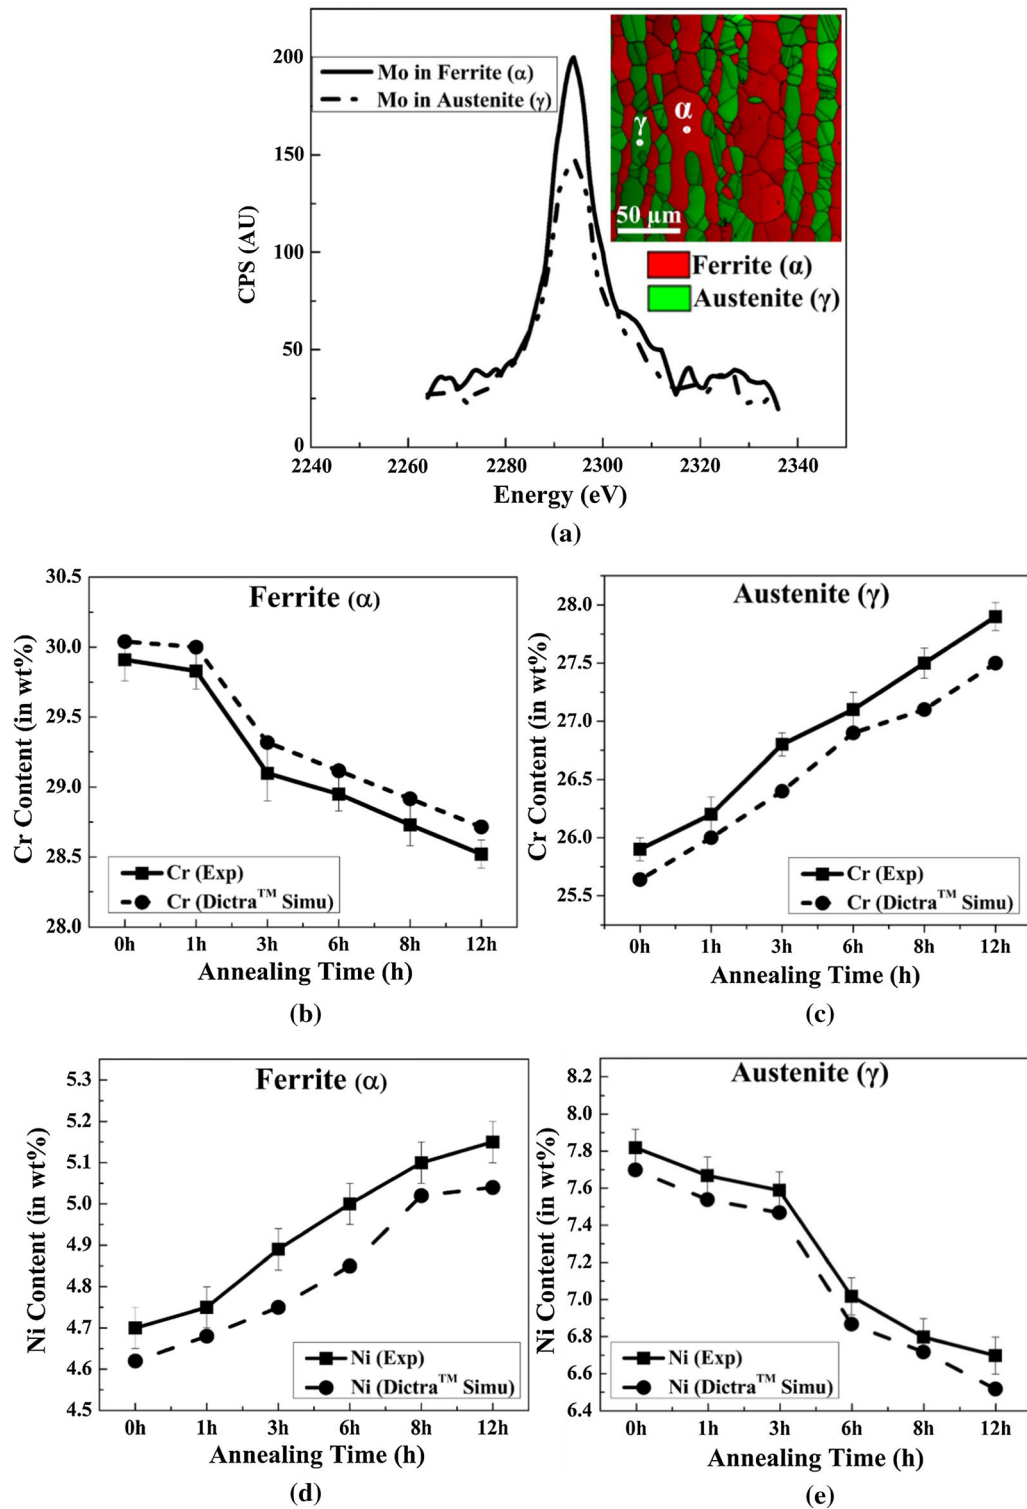 200
150
100
50
0
CPS (AU)
Mo in Ferrite (α)
Mo in Austenite (γ)
γ
α
50 µm
Ferrite (α)
Austenite (γ)
2240 2260 2280 2300 2320 2340
Energy (eV)
(a)
Ferrite (α)
30.5
30.0
29.5
29.0
28.5
28.0
Cr Content (in wt%)
Cr (Exp)
Cr (Dictra™ Simu)
0h 1h 3h 6h 8h 12h
Annealing Time (h)
(b)
Austenite (γ)
28.0
27.5
27.0
26.5
26.0
25.5
Cr Content (in wt%)
Cr (Exp)
Cr (Dictra™ Simu)
0h 1h 3h 6h 8h 12h
Annealing Time (h)
(c)
Ferrite (α)
5.3
5.2
5.1
5.0
4.9
4.8
4.7
4.6
4.5
Ni Content (in wt%)
Ni (Exp)
Ni (Dictra™ Simu)
0h 1h 3h 6h 8h 12h
Annealing Time (h)
(d)
Austenite (γ)
8.2
8.0
7.8
7.6
7.4
7.2
7.0
6.8
6.6
6.4
Ni Content (in wt%)
Ni (Exp)
Ni (Dictra™ Simu)
0h 1h 3h 6h 8h 12h
Annealing Time (h)
(e)